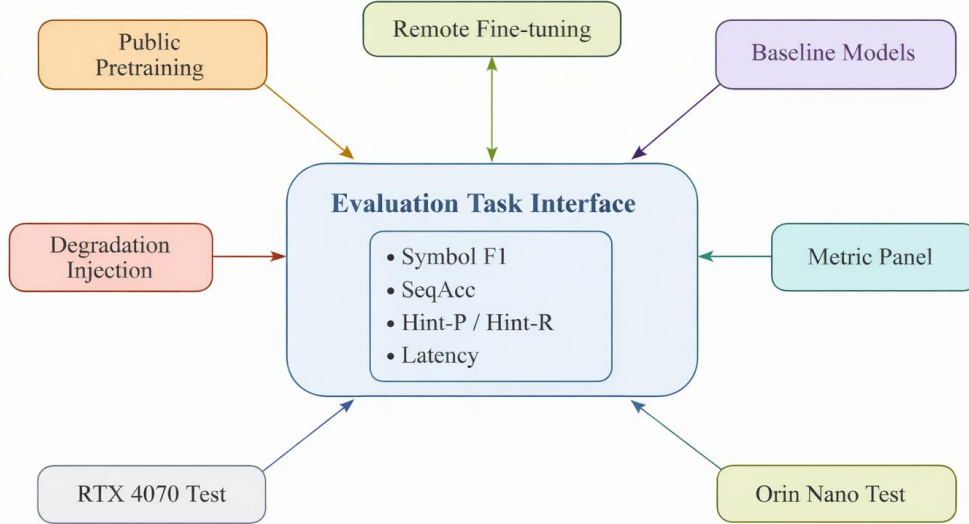 Public
Pretraining
Remote Fine-tuning
Baseline Models
Evaluation Task Interface
Degradation
Injection
• Symbol F1
• SeqAcc
• Hint-P / Hint-R
• Latency
Metric Panel
RTX 4070 Test
Orin Nano Test